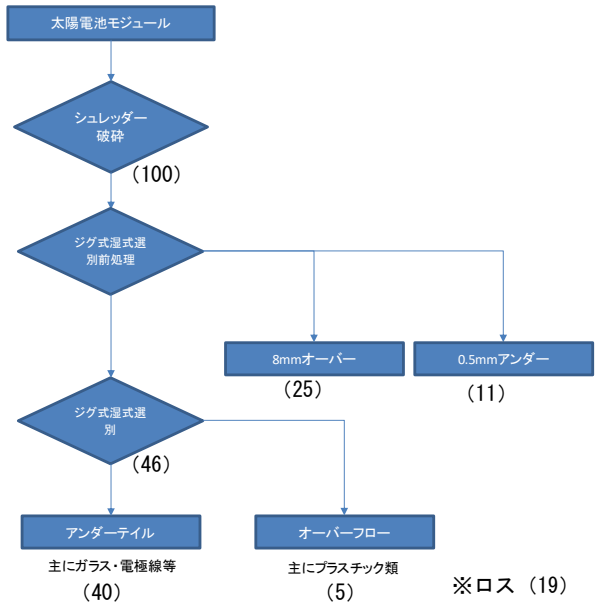 太陽電池モジュール
シュレッダー
破砕
(100)
ジグ式湿式選
別前処理
8mmオーバー
0.5mmアンダー
(25)
(11)
ジグ式湿式選
別
(46)
アンダーテイル
オーバーフロー
主にガラス・電極線等
主にプラスチック類
(40)
(5)
※ロス (19)